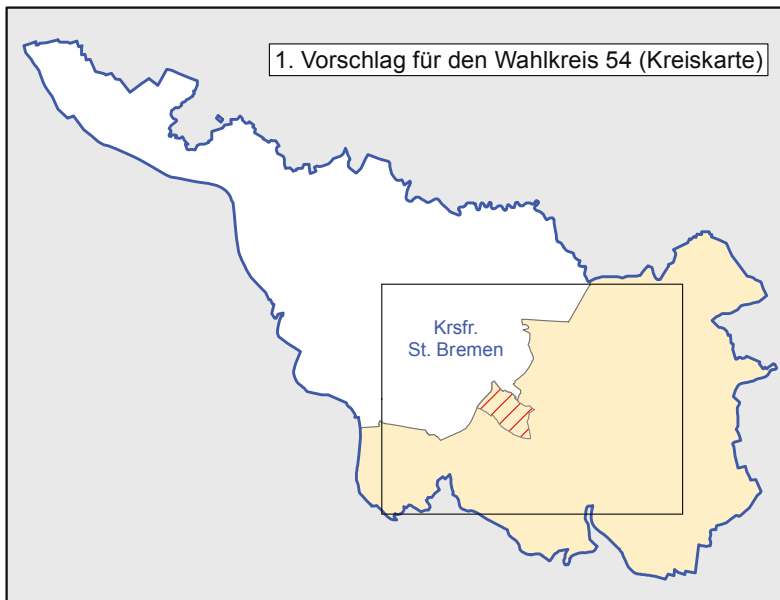 1. Vorschlag für den Wahlkreis 54 (Kreiskarte)
Krsfr.
St. Bremen